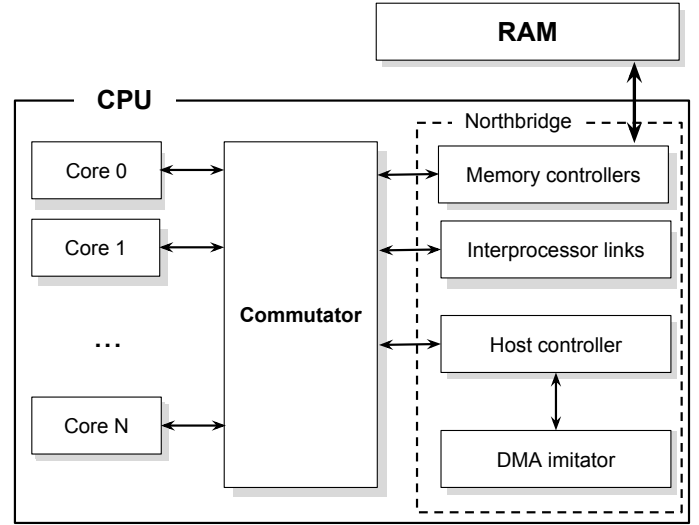 RAM
CPU
Northbridge
Core 0
Memory controllers
Core 1
Interprocessor links
Commutator
...
Host controller
Core N
DMA imitator